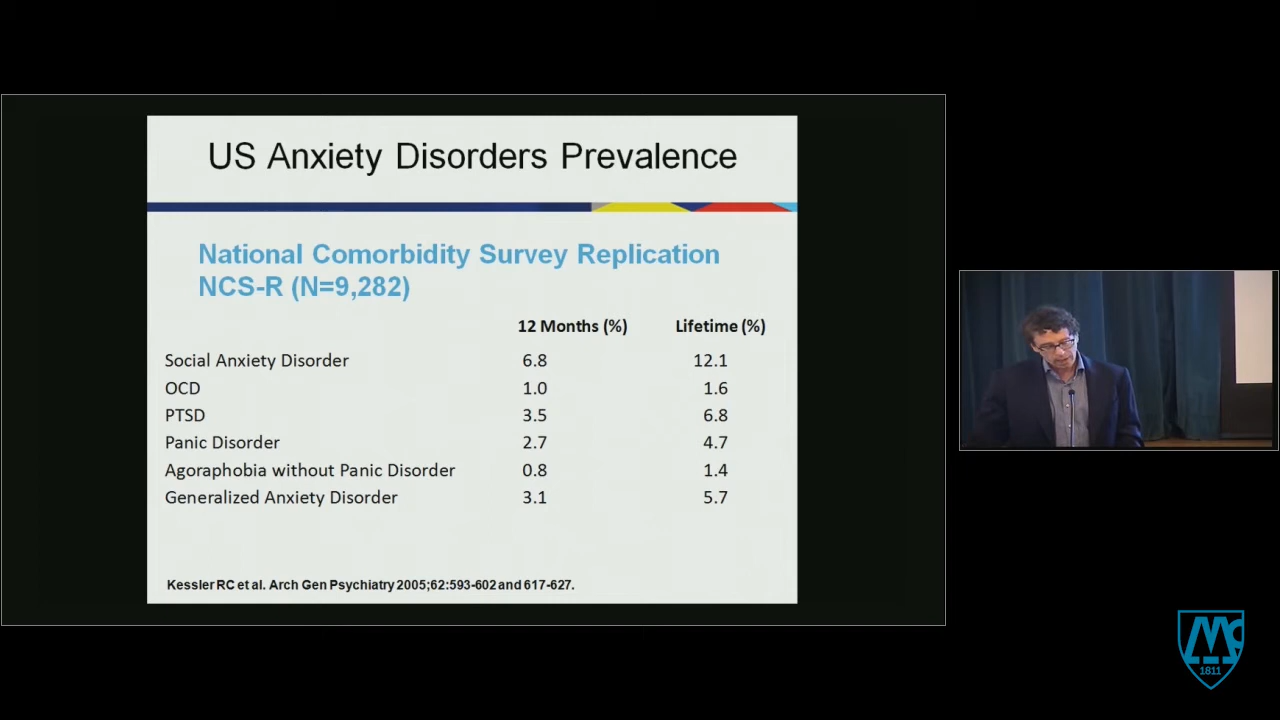 US Anxiety Disorders Prevalence
National Comorbidity Survey Replication
NCS-R (N=9,282)
12 Months (%) Lifetime (%)
Social Anxiety Disorder 6.8 12.1
OCD 1.0 1.6
PTSD 3.5 6.8
Panic Disorder 2.7 4.7
Agoraphobia without Panic Disorder 0.8 1.4
Generalized Anxiety Disorder 3.1 5.7
Kessler RC et al. Arch Gen Psychiatry 2005;62:593-602 and 617-627.
Mc
1811